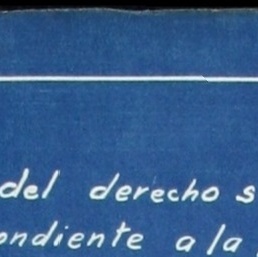 del derecho s
ondiente a la